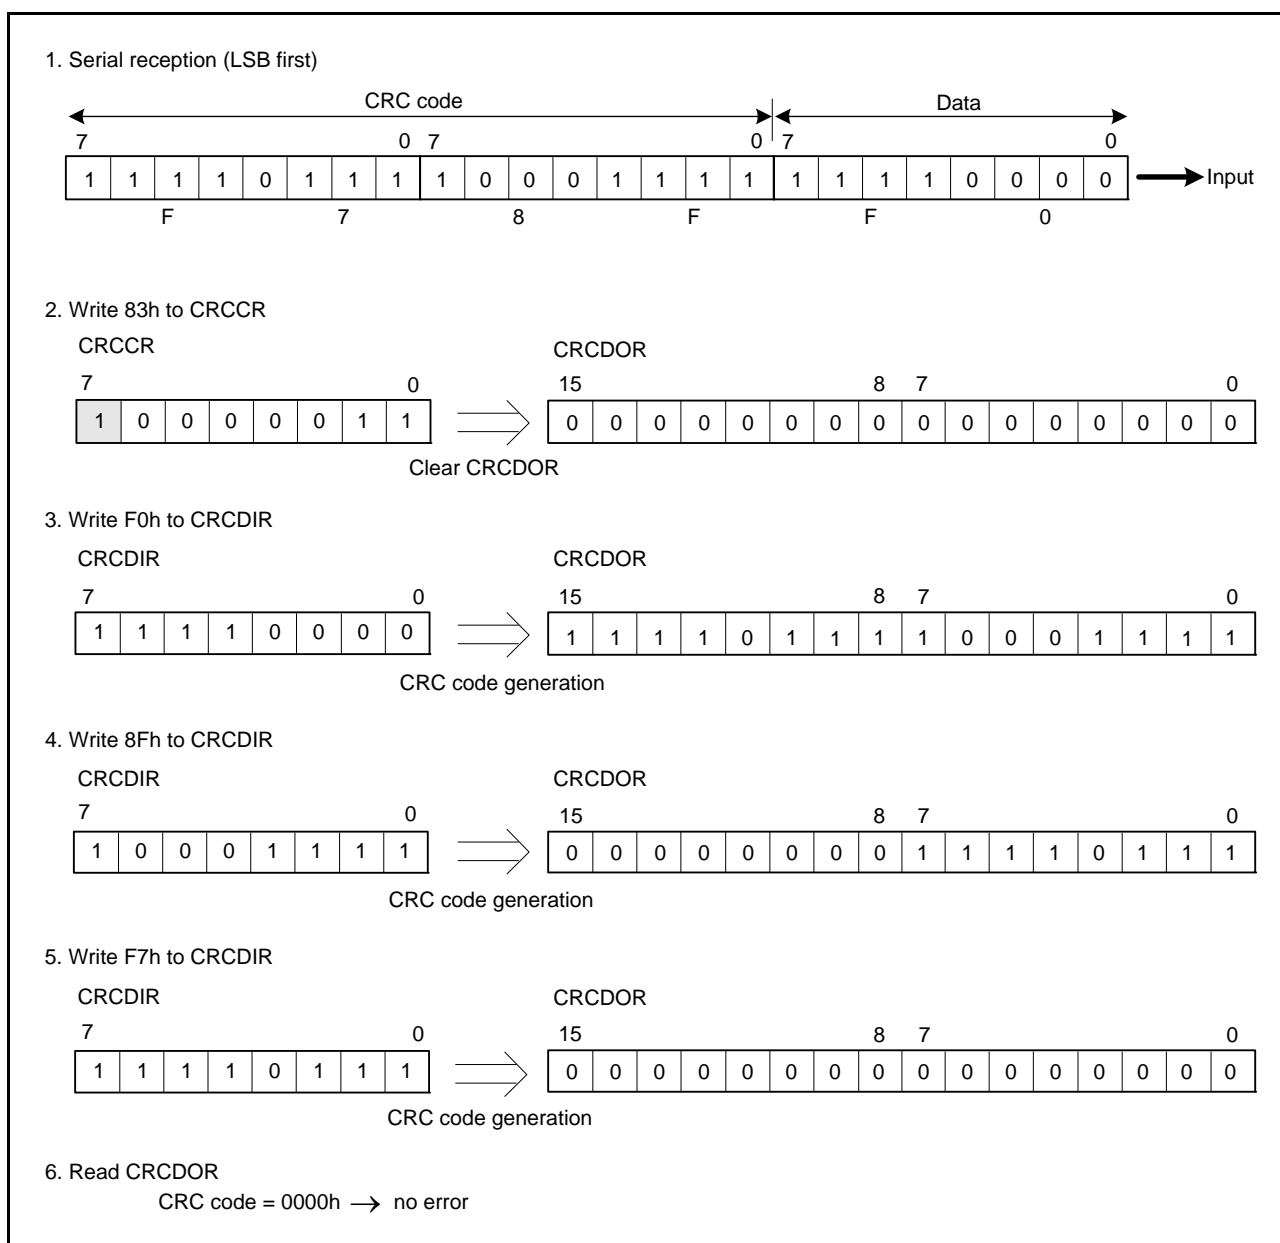 1. Serial reception (LSB first)
CRC code Data
7 0 7 0 7 0
1 1 1 1 0 1 1 1 1 0 0 0 1 1 1 1 1 1 1 1 0 0 0 0 Input
F 7 8 F F 0
2. Write 83h to CRCCR
CRCCR CRCDOR
7 0 15 8 7 0
1 0 0 0 0 0 1 1 0 0 0 0 0 0 0 0 0 0 0 0 0 0 0 0
Clear CRCDOR
3. Write F0h to CRCDIR
CRCDIR CRCDOR
7 0 15 8 7 0
1 1 1 1 0 0 0 0 1 1 1 1 0 1 1 1 1 0 0 0 1 1 1 1
CRC code generation
4. Write 8Fh to CRCDIR
CRCDIR CRCDOR
7 0 15 8 7 0
1 0 0 0 1 1 1 1 0 0 0 0 0 0 0 0 1 1 1 1 0 1 1 1
CRC code generation
5. Write F7h to CRCDIR
CRCDIR CRCDOR
7 0 15 8 7 0
1 1 1 1 0 1 1 1 0 0 0 0 0 0 0 0 0 0 0 0 0 0 0 0
CRC code generation
6. Read CRCDOR
CRC code = 0000h → no error